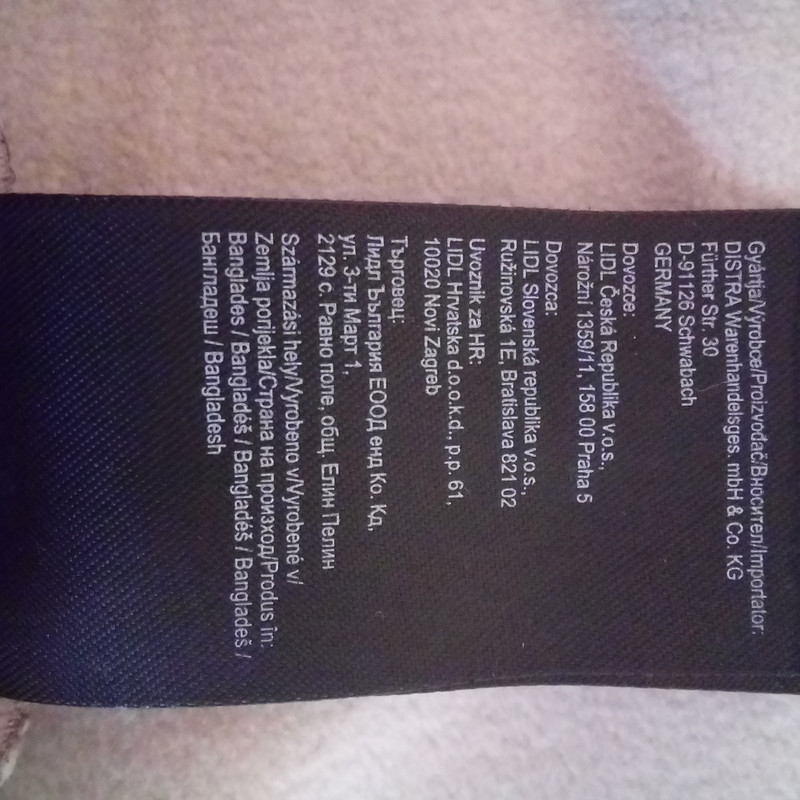 Gyártja/Výrobce/Proizvođač/Вносител/Importator:
DISTRA Warenhandelsges. mbH & Co. KG
Fürther Str. 30
D-91126 Schwabach
GERMANY
Dovozce:
LIDL Česká Republika v.o.s.,
Nárožní 1359/11, 158 00 Praha 5
Dovozca:
LIDL Slovenská republika v.o.s.,
Ružinovská 1E, Bratislava 821 02
Uvoznik za HR:
LIDL Hrvatska d.o.o.k.d., p.p. 61,
10020 Novi Zagreb
Търговец:
Лидл България ЕООД енд Ко. Кд,
ул. 3-ти Март 1,
2129 с. Равно поле, общ. Елин Пелин
Származási hely/Vyrobeno v/Vyrobené v/
Zemlja porijekla/Страна на произход/Produs în:
Banglades / Bangladéš / Bangladéš / Bangladeš /
Бангладеш / Bangladesh